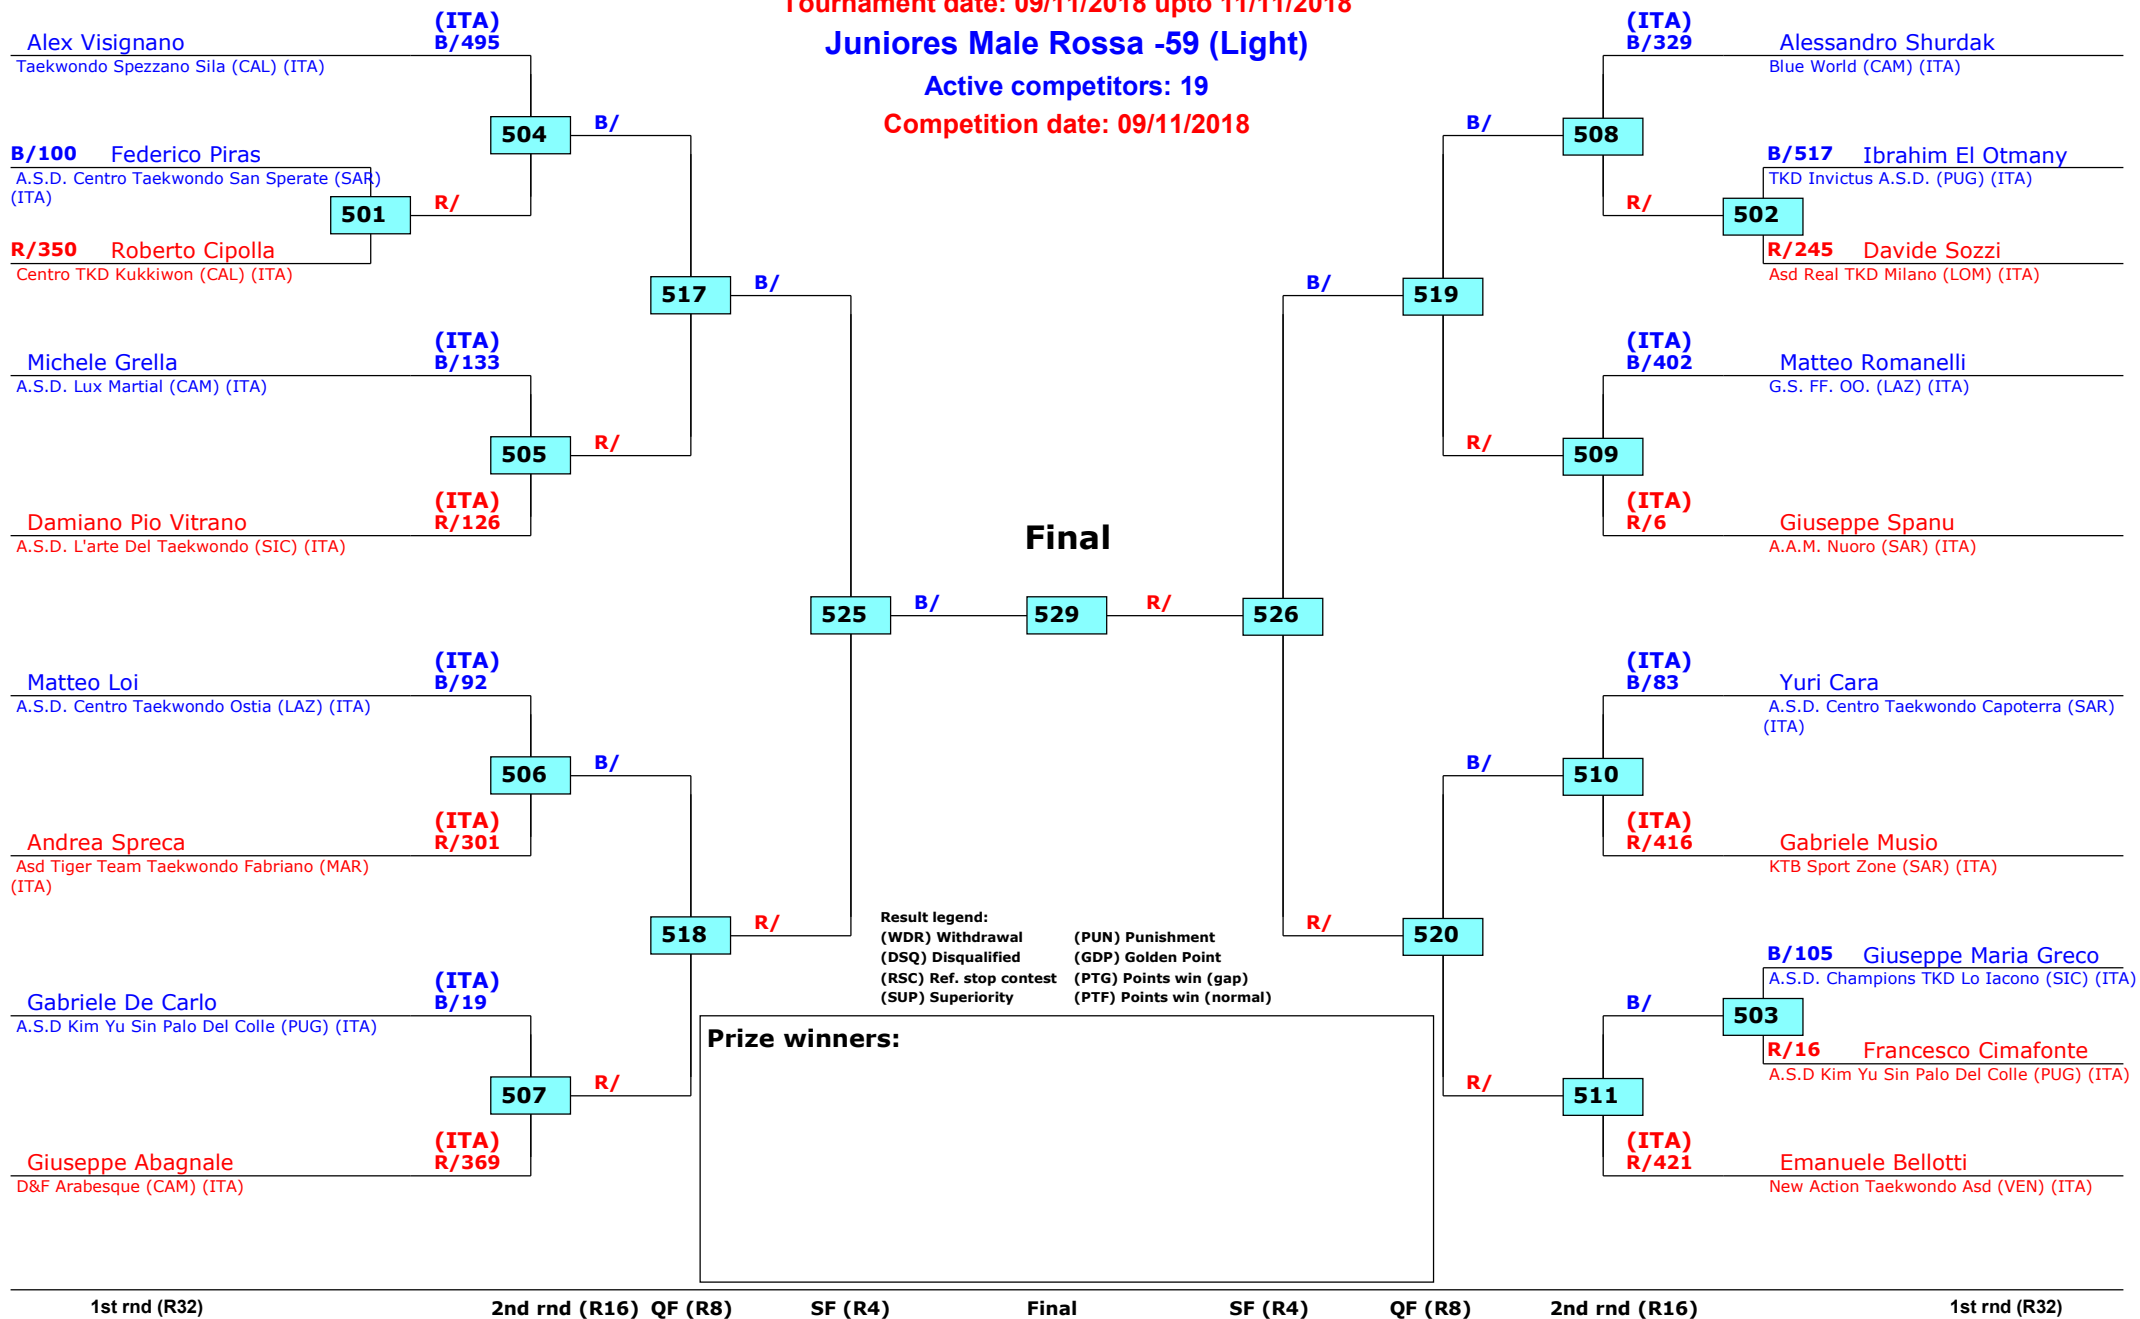 Tournament date: 09/11/2018 upto 11/11/2018
Juniores Male Rossa -59 (Light)
Active competitors: 19
Competition date: 09/11/2018
(ITA)
Alex Visignano B/495
Taekwondo Spezzano Sila (CAL) (ITA)
504 B/
B/100 Federico Piras
A.S.D. Centro Taekwondo San Sperate (SAR)
(ITA)
501 R/
R/350 Roberto Cipolla
Centro TKD Kukkiwon (CAL) (ITA)
517 B/
(ITA)
Michele Grella B/133
A.S.D. Lux Martial (CAM) (ITA)
505 R/
(ITA)
Damiano Pio Vitrano R/126
A.S.D. L'arte Del Taekwondo (SIC) (ITA)
525 B/
(ITA)
Matteo Loi B/92
A.S.D. Centro Taekwondo Ostia (LAZ) (ITA)
506 B/
(ITA)
Andrea Spreca R/301
Asd Tiger Team Taekwondo Fabriano (MAR)
(ITA)
518 R/
(ITA)
Gabriele De Carlo B/19
A.S.D Kim Yu Sin Palo Del Colle (PUG) (ITA)
507 R/
(ITA)
Giuseppe Abagnale R/369
D&F Arabesque (CAM) (ITA)
Final
529
(ITA)
B/329 Alessandro Shurdak
Blue World (CAM) (ITA)
B/ 508
B/517 Ibrahim El Otmany
TKD Invictus A.S.D. (PUG) (ITA)
R/ 502
R/245 Davide Sozzi
Asd Real TKD Milano (LOM) (ITA)
B/ 519
(ITA)
B/402 Matteo Romanelli
G.S. FF. OO. (LAZ) (ITA)
R/ 509
(ITA)
R/6 Giuseppe Spanu
A.A.M. Nuoro (SAR) (ITA)
R/ 526
(ITA)
B/83 Yuri Cara
A.S.D. Centro Taekwondo Capoterra (SAR)
(ITA)
B/ 510
(ITA)
R/416 Gabriele Musio
KTB Sport Zone (SAR) (ITA)
R/ 520
B/105 Giuseppe Maria Greco
A.S.D. Champions TKD Lo Iacono (SIC) (ITA)
B/ 503
R/16 Francesco Cimafonte
A.S.D Kim Yu Sin Palo Del Colle (PUG) (ITA)
R/ 511
(ITA)
R/421 Emanuele Bellotti
New Action Taekwondo Asd (VEN) (ITA)
Result legend:
(WDR) Withdrawal (PUN) Punishment
(DSQ) Disqualified (GDP) Golden Point
(RSC) Ref. stop contest (PTG) Points win (gap)
(SUP) Superiority (PTF) Points win (normal)
Prize winners:
1st rnd (R32) 2nd rnd (R16) QF (R8) SF (R4) Final SF (R4) QF (R8) 2nd rnd (R16) 1st rnd (R32)